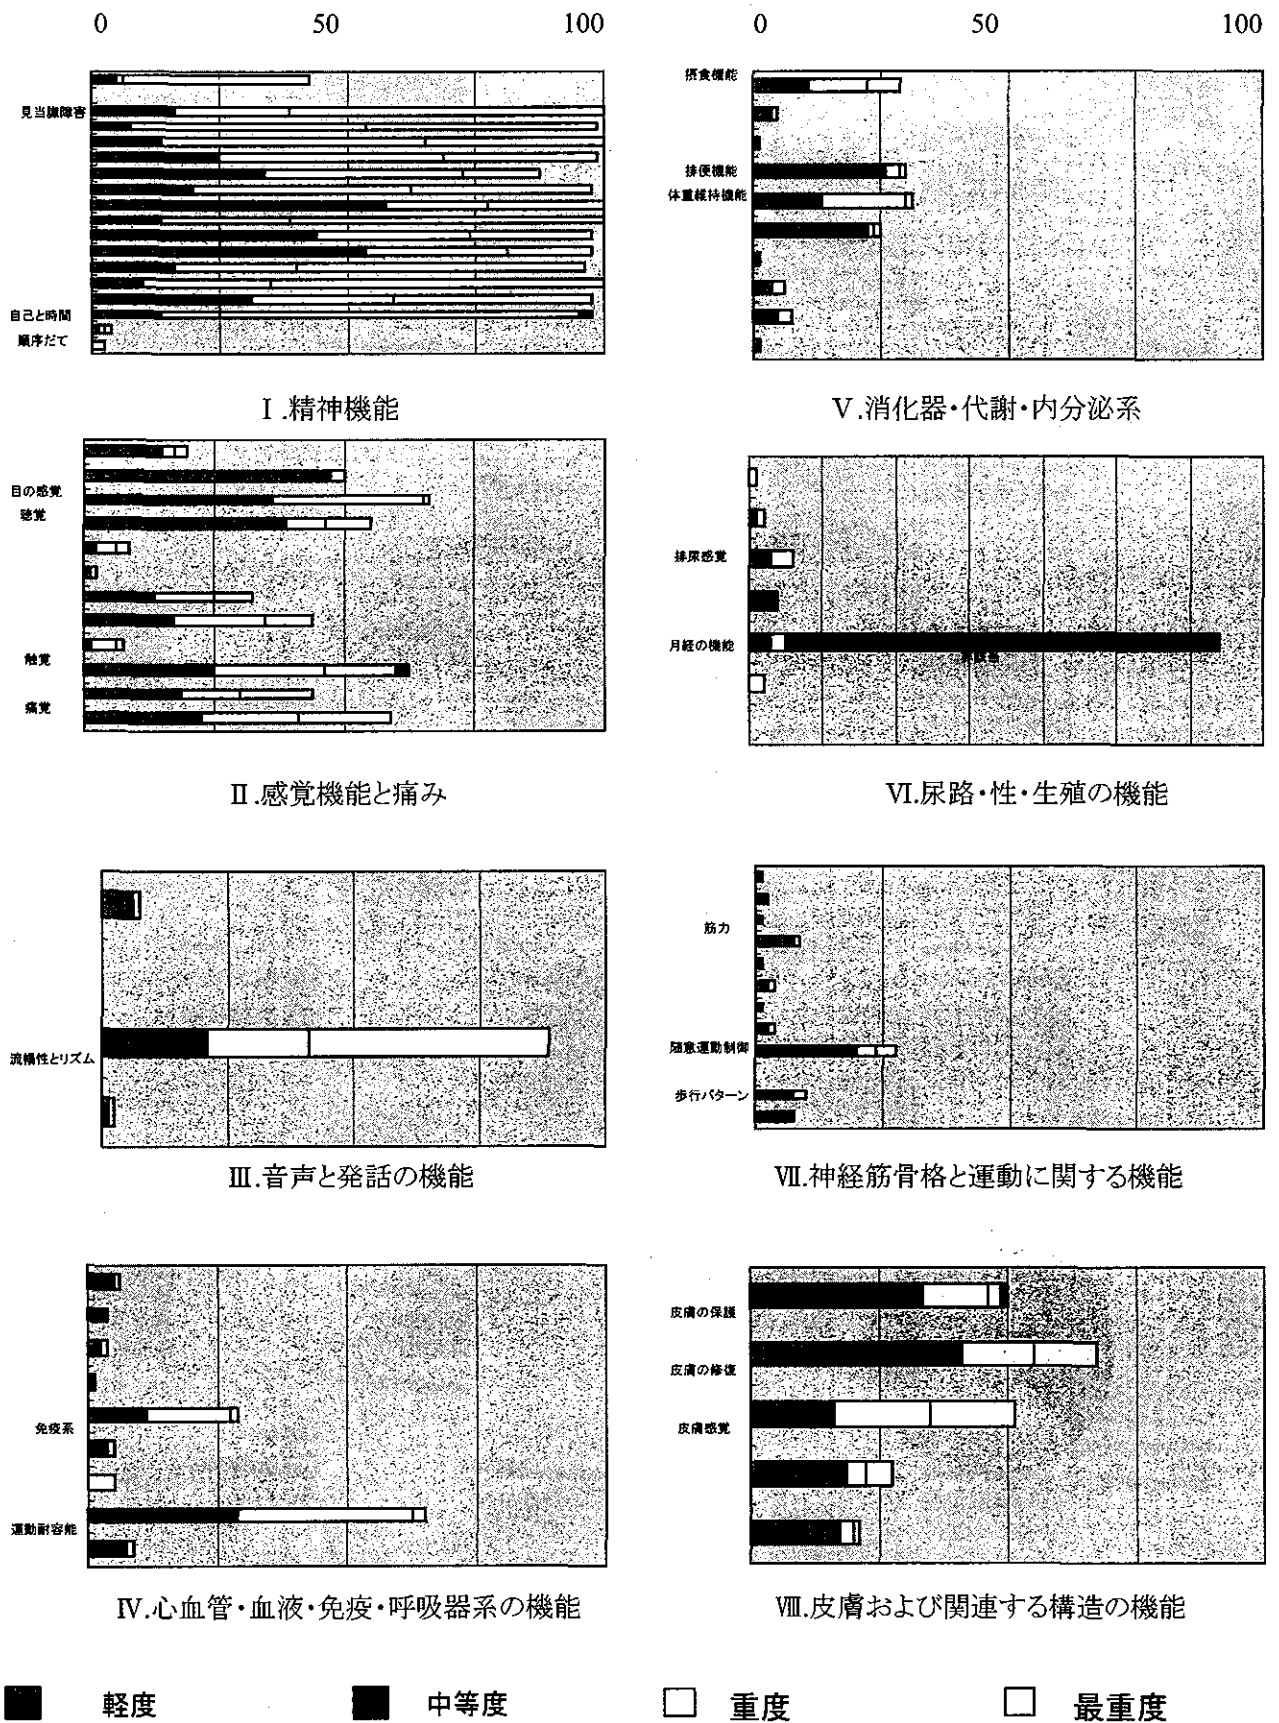 0 50 100
0 50 100
見当識障害
自己と時間
順序だて
Ⅰ.精神機能
摂食機能
排便機能
体重維持機能
Ⅴ.消化器・代謝・内分泌系
目の感覚
聴覚
触覚
痛覚
Ⅱ.感覚機能と痛み
排尿感覚
月経の機能
Ⅵ.尿路・性・生殖の機能
流暢性とリズム
Ⅲ.音声と発話の機能
筋力
随意運動制御
歩行パターン
Ⅶ.神経筋骨格と運動に関する機能
免疫系
運動耐容能
Ⅳ.心血管・血液・免疫・呼吸器系の機能
皮膚の保護
皮膚の修復
皮膚感覚
Ⅷ.皮膚および関連する構造の機能
軽度 中等度 重度 最重度